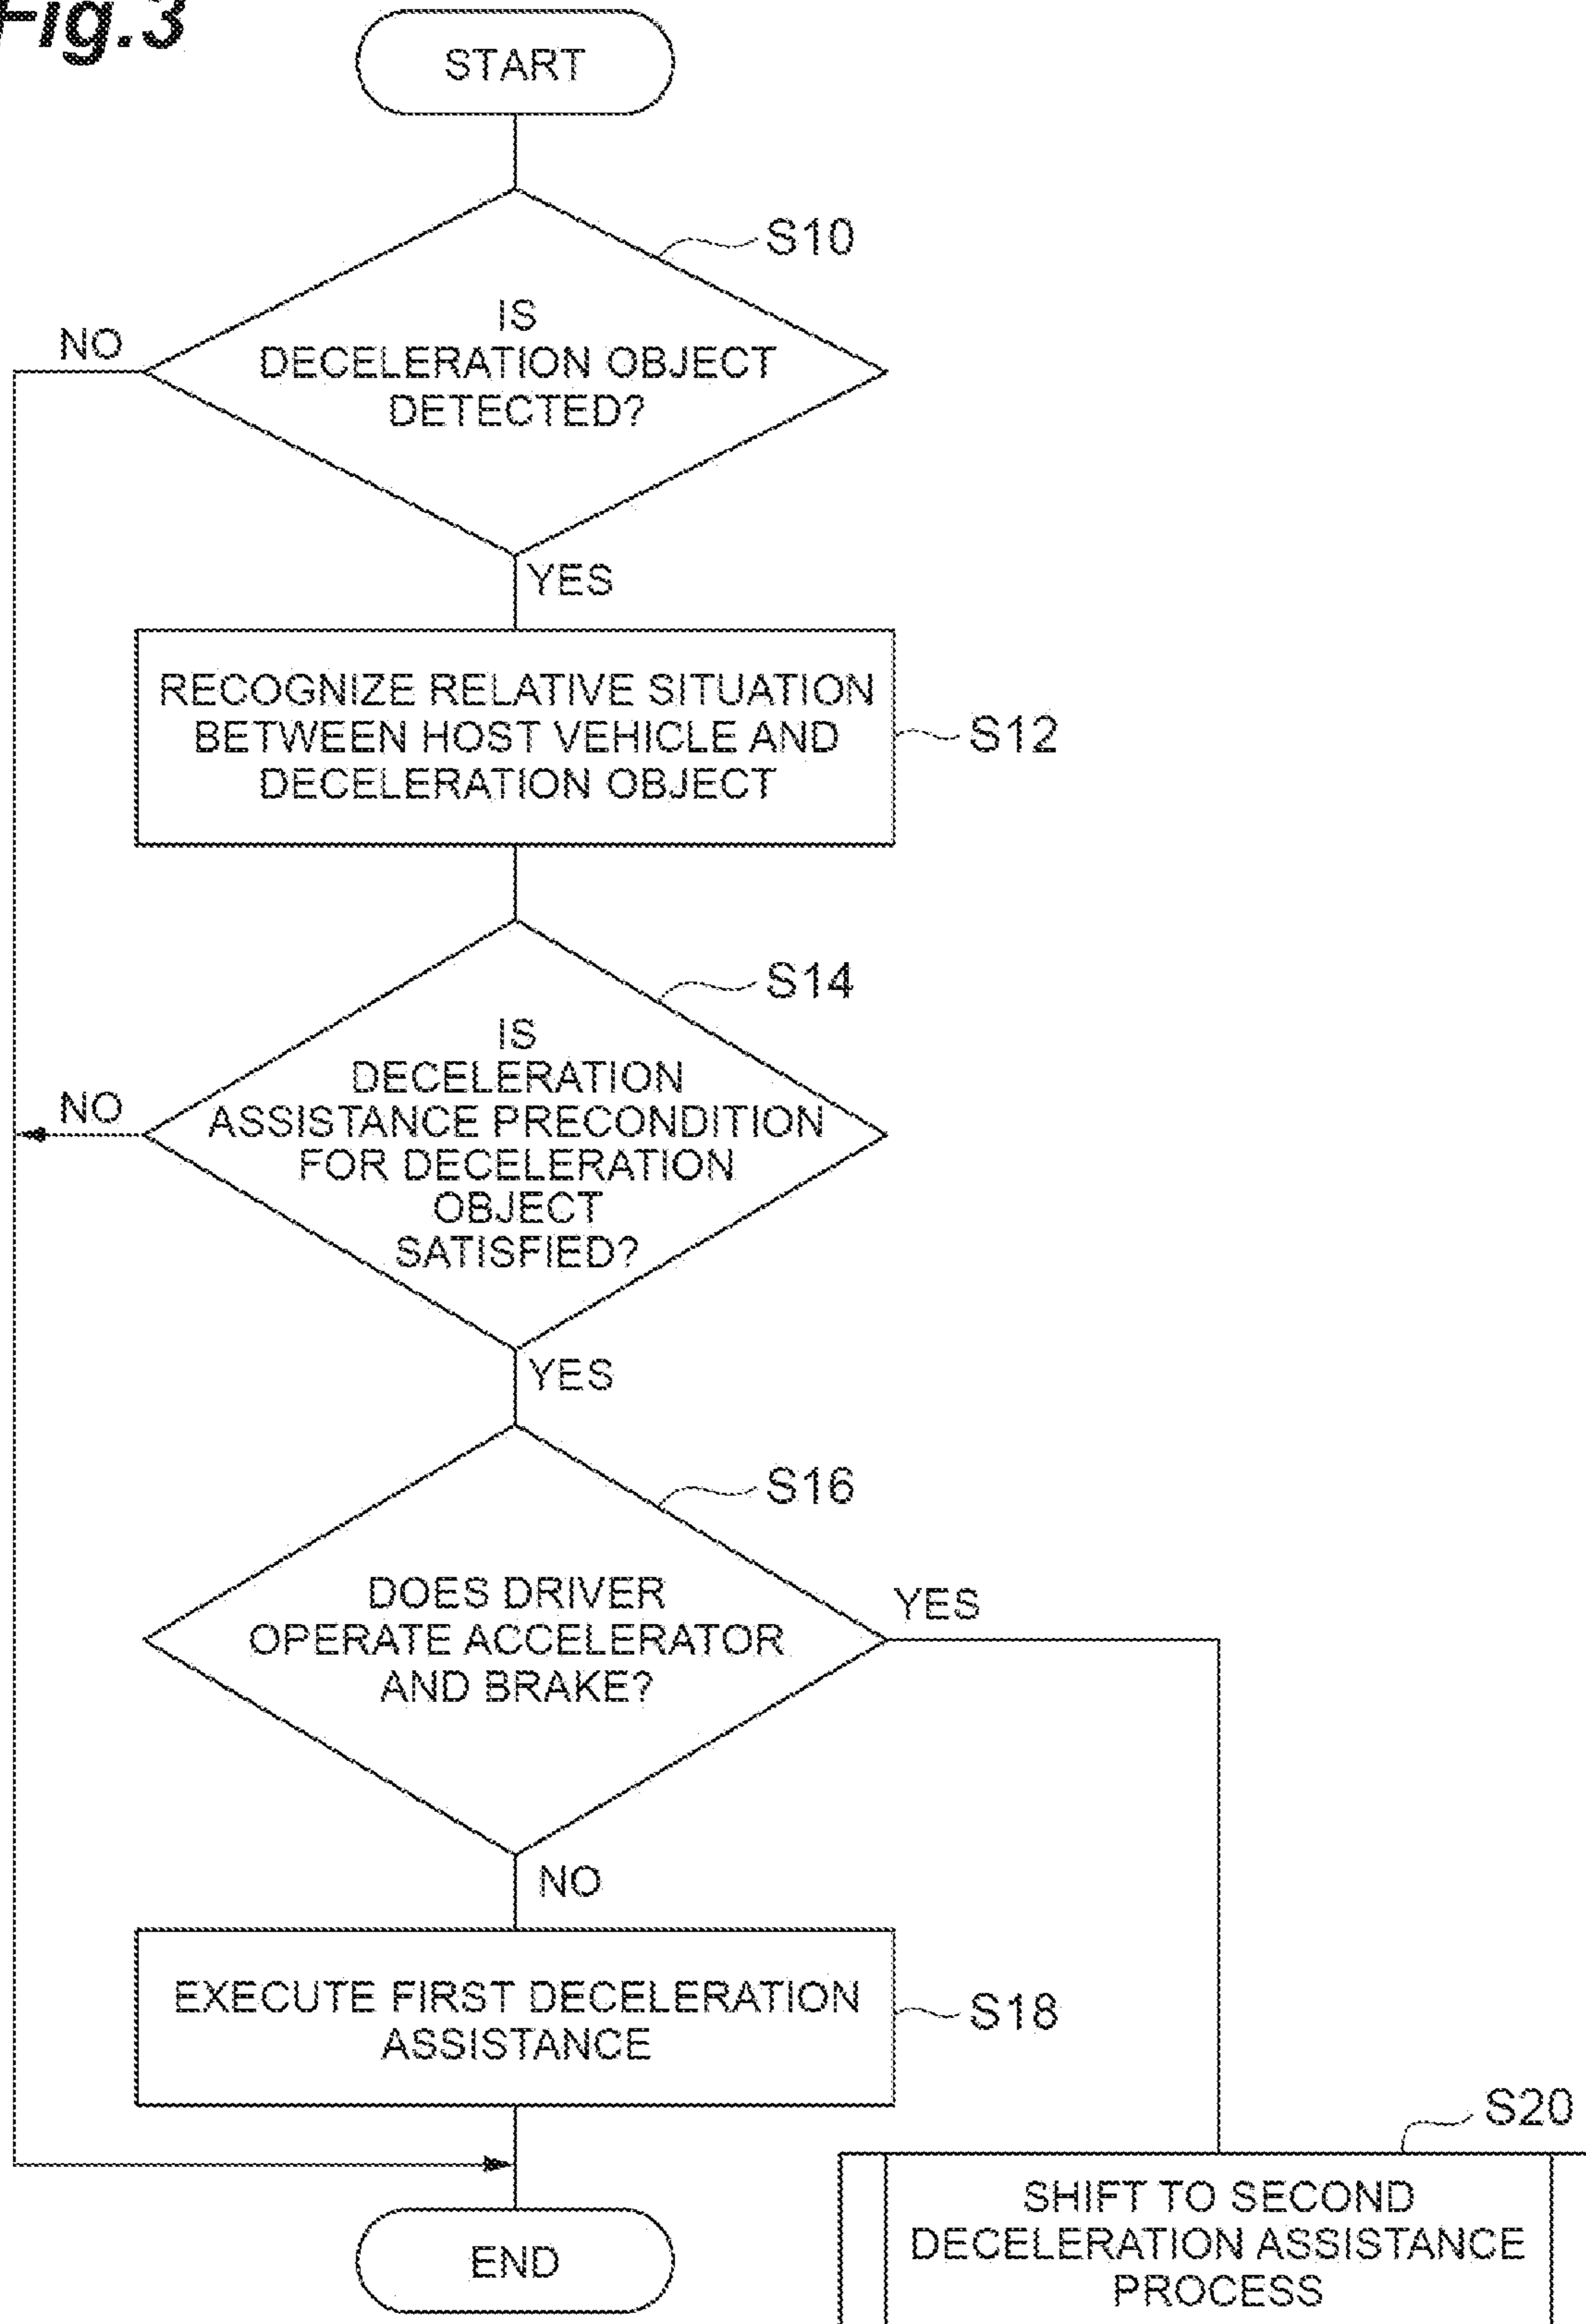 Fig.3
START
S10
IS
DECELERATION OBJECT
DETECTED?
NO
YES
RECOGNIZE RELATIVE SITUATION
BETWEEN HOST VEHICLE AND
DECELERATION OBJECT
S12
S14
IS
DECELERATION
ASSISTANCE PRECONDITION
FOR DECELERATION
OBJECT
SATISFIED?
NO
YES
S16
DOES DRIVER
OPERATE ACCELERATOR
AND BRAKE?
YES
NO
EXECUTE FIRST DECELERATION
ASSISTANCE
S18
S20
SHIFT TO SECOND
DECELERATION ASSISTANCE
PROCESS
END